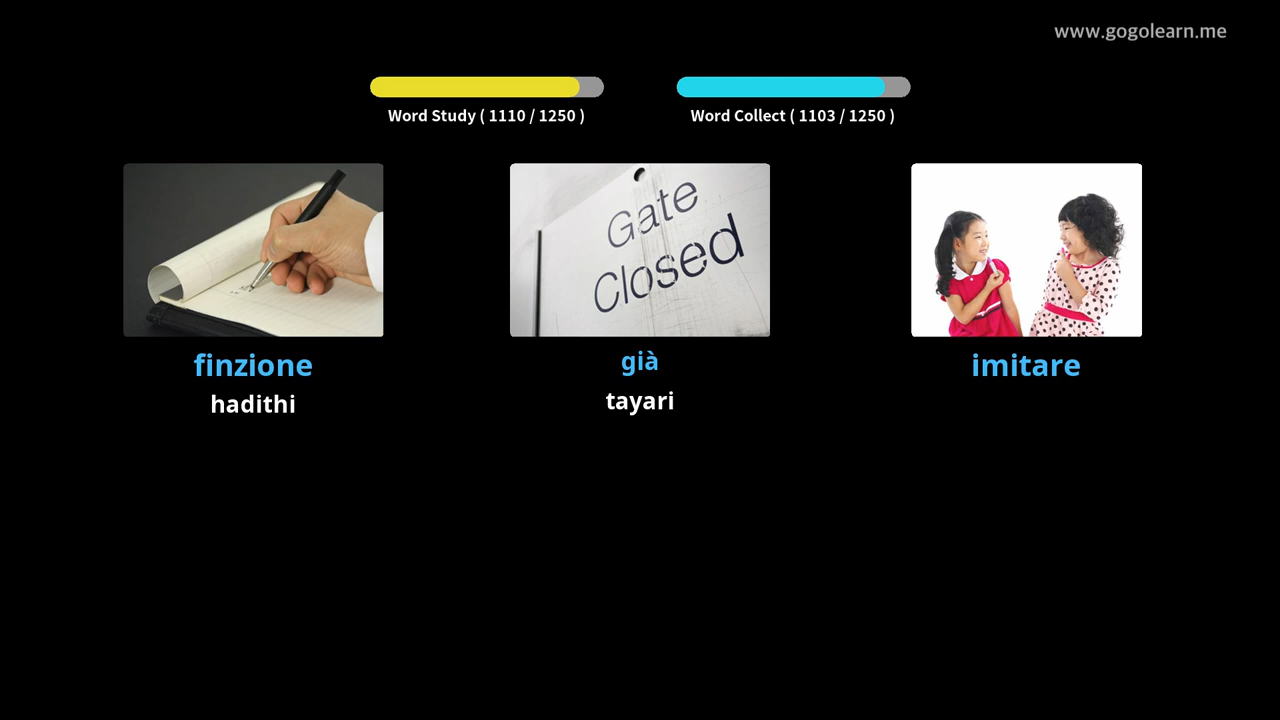 www.gogolearn.me
Word Study ( 1110 / 1250 )
Word Collect ( 1103 / 1250 )
Gate
Closed
finzione
già
imitare
hadithi
tayari